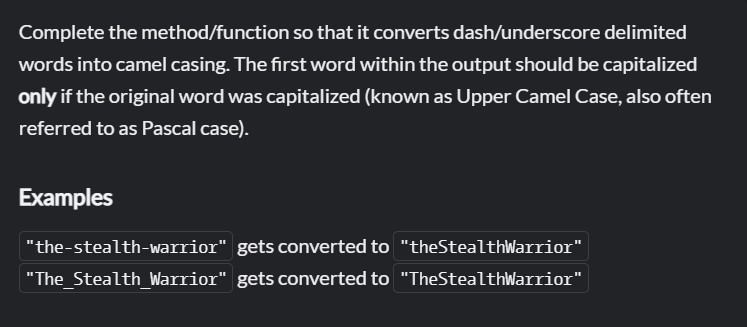 Complete the method/function so that it converts dash/underscore delimited
words into camel casing. The first word within the output should be capitalized
only if the original word was capitalized (known as Upper Camel Case, also often
referred to as Pascal case).
Examples
"the-stealth-warrior" gets converted to "theStealthWarrior"
"The_Stealth_Warrior" gets converted to "TheStealthWarrior"